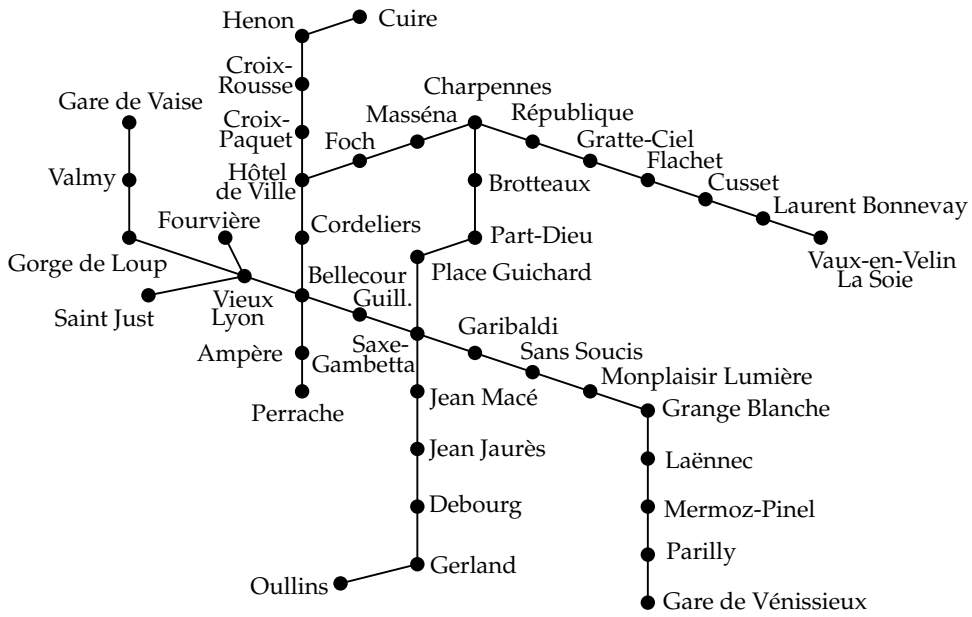 Cuire
Henon
Croix-
Rousse
Charpennes
Gare de Vaise
Croix-
Paquet
Masséna
République
Foch
Gratte-Ciel
Flachet
Valmy
Hôtel
de Ville
Brotteaux
Cusset
Laurent Bonnevay
Fourvière
Cordeliers
Part-Dieu
Gorge de Loup
Vaux-en-Velin
La Soie
Bellecour
Place Guichard
Saint Just
Vieux
Lyon
Guill.
Garibaldi
Ampère
Saxe-
Gambetta
Sans Soucis
Monplaisir Lumière
Perrache
Jean Macé
Grange Blanche
Jean Jaurès
Laënnec
Debourg
Mermoz-Pinel
Parilly
Gerland
Oullins
Gare de Vénissieux